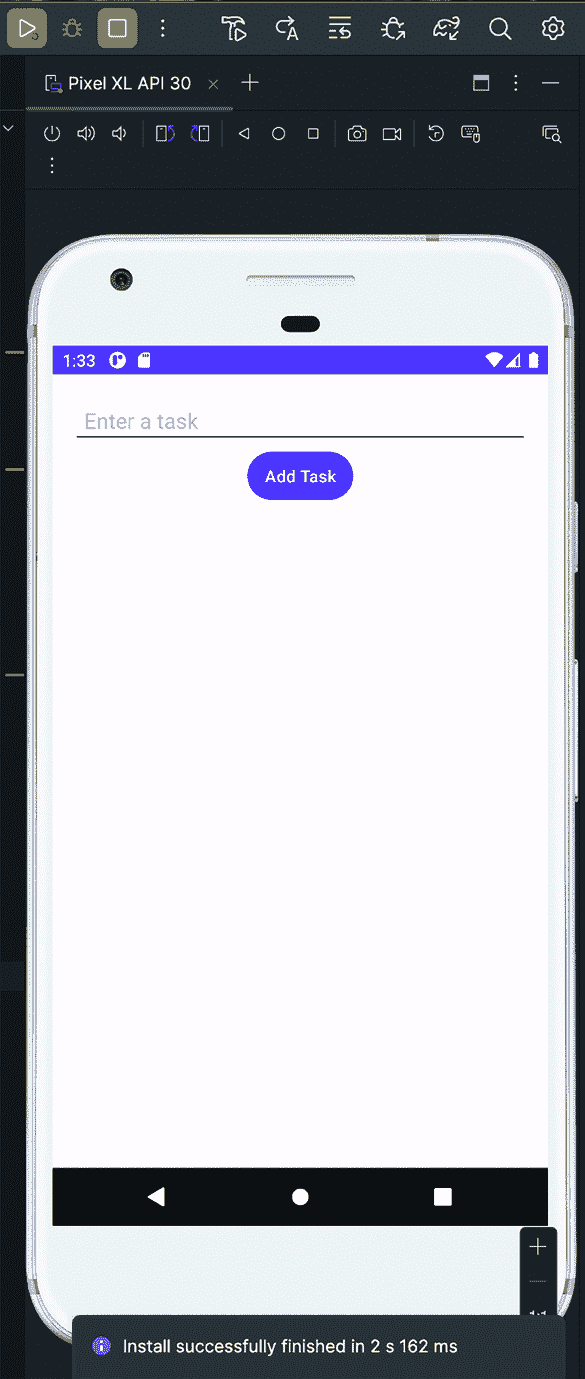 Pixel XL API 30
1:33
Enter a task
Add Task
Install successfully finished in 2 s 162 ms